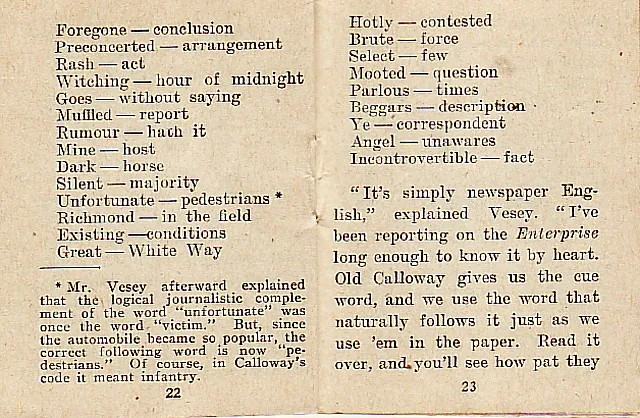 Foregone — conclusion
Preconcerted — arrangement
Rash — act
Witching — hour of midnight
Goes — without saying
Muffled — report
Rumour — hath it
Mine — host
Dark — horse
Silent — majority
Unfortunate — pedestrians *
Richmond — in the field
Existing —conditions
Great — White Way
* Mr. Vesey afterward explained
that the logical journalistic comple-
ment of the word "unfortunate" was
once the word "victim." But, since
the automobile became so popular, the
correct following word is now "pe-
destrians." Of course, in Calloway's
code it meant infantry.
22
Hotly — contested
Brute — force
Select — few
Mooted — question
Parlous — times
Beggars — description
Ye — correspondent
Angel — unawares
Incontrovertible — fact
"It's simply newspaper Eng-
lish," explained Vesey. "I've
been reporting on the Enterprise
long enough to know it by heart.
Old Calloway gives us the cue
word, and we use the word that
naturally follows it just as we
use 'em in the paper. Read it
over, and you'll see how pat they
23